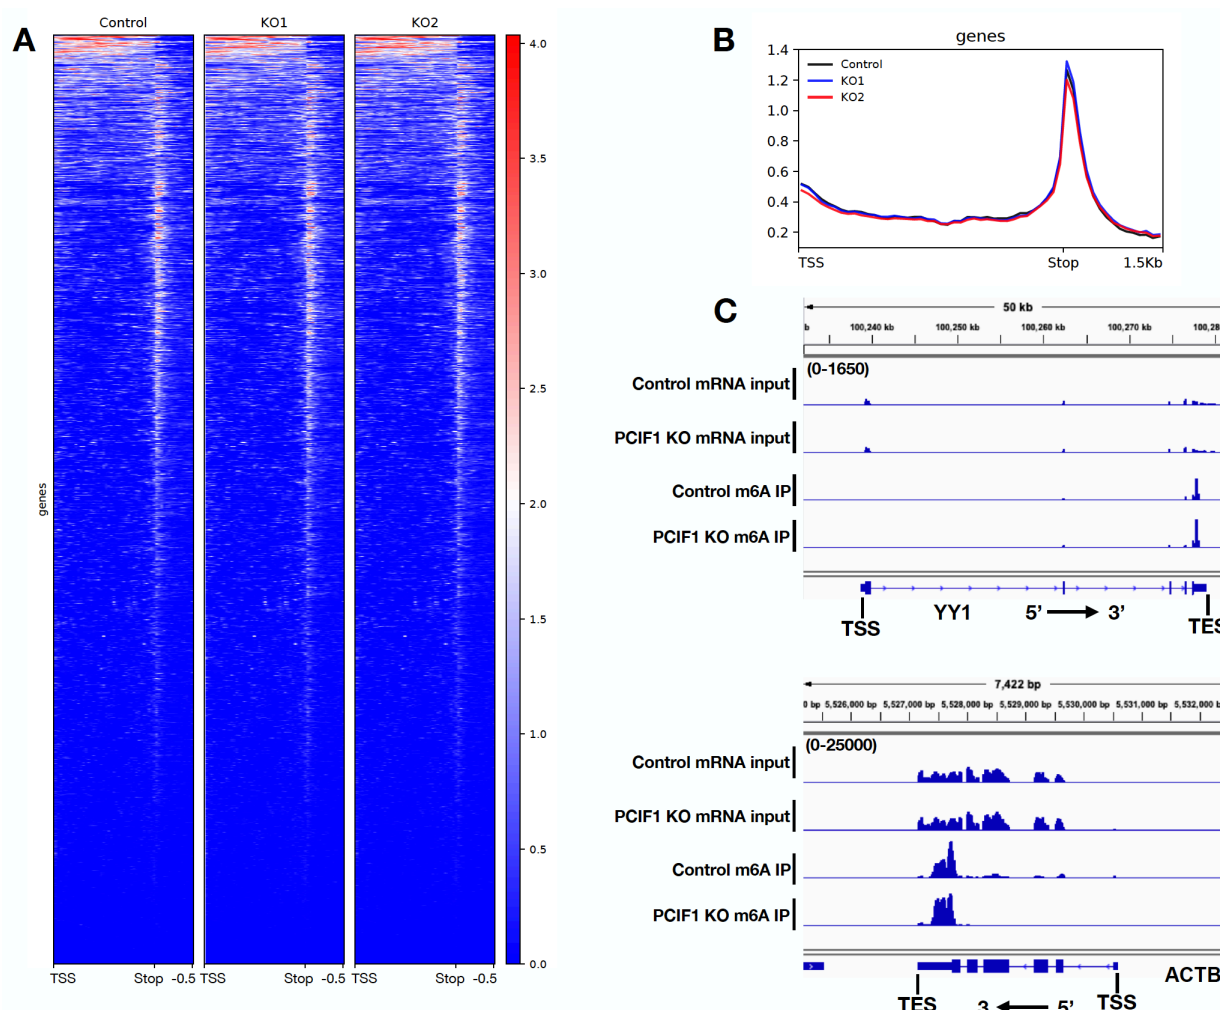 A
Control
KO1
KO2
4.0
3.5
3.0
2.5
2.0
1.5
1.0
0.5
0.0
genes
TSS Stop -0.5 TSS Stop -0.5 TSS Stop -0.5
B
genes
1.4
1.2
1.0
0.8
0.6
0.4
0.2
Control
KO1
KO2
TSS Stop 1.5Kb
C
50 kb
b 100,240 kb 100,250 kb 100,260 kb 100,270 kb 100,28
(0-1650)
Control mRNA input
PCIF1 KO mRNA input
Control m6A IP
PCIF1 KO m6A IP
YY1 5' 3'
TSS TES
7,422 bp
0 bp 5,526,000 bp 5,527,000 bp 5,528,000 bp 5,529,000 bp 5,530,000 bp 5,531,000 bp 5,532,000 b
(0-25000)
Control mRNA input
PCIF1 KO mRNA input
Control m6A IP
PCIF1 KO m6A IP
ACTB
TES 3 5' TSS